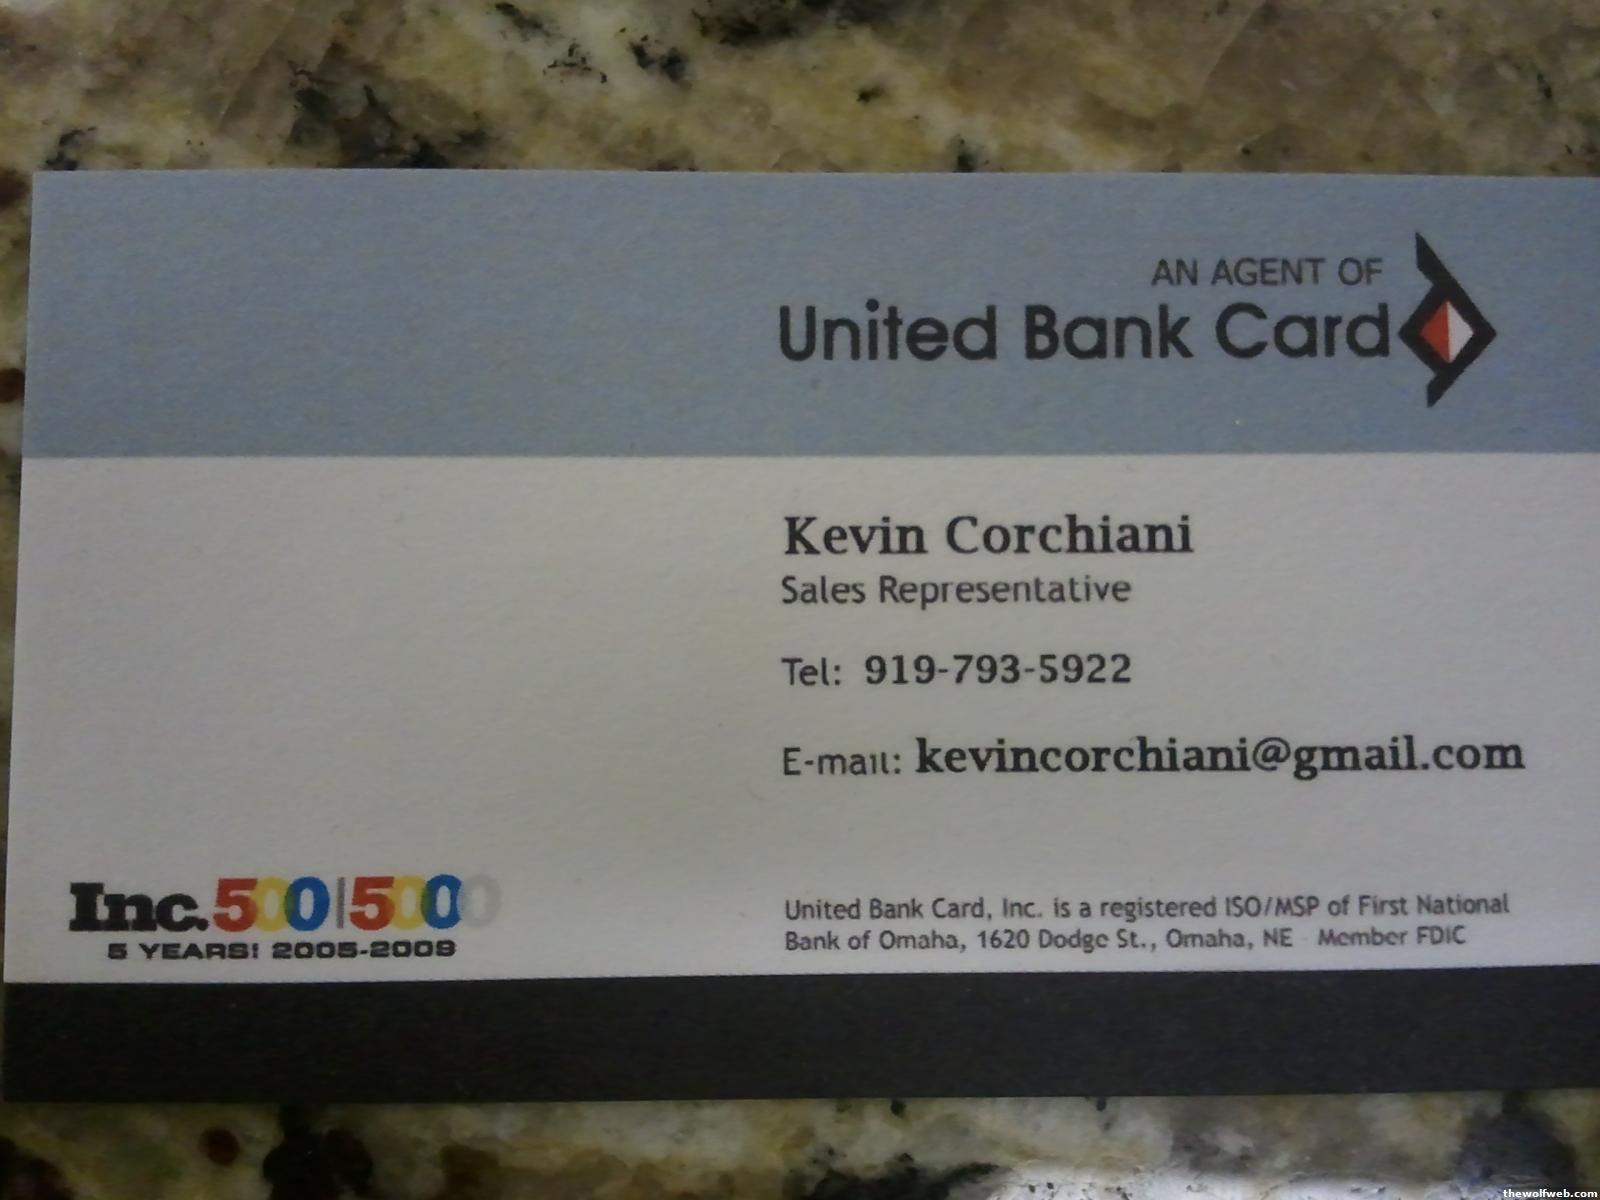 AN AGENT OF
United Bank Card
Kevin Corchiani
Sales Representative
Tel: 919-793-5922
E-mail: kevincorchiani@gmail.com
Inc.500|5000
5 YEARS! 2005-2009
United Bank Card, Inc. is a registered ISO/MSP of First National
Bank of Omaha, 1620 Dodge St., Omaha, NE Member FDIC
thewolfweb.com